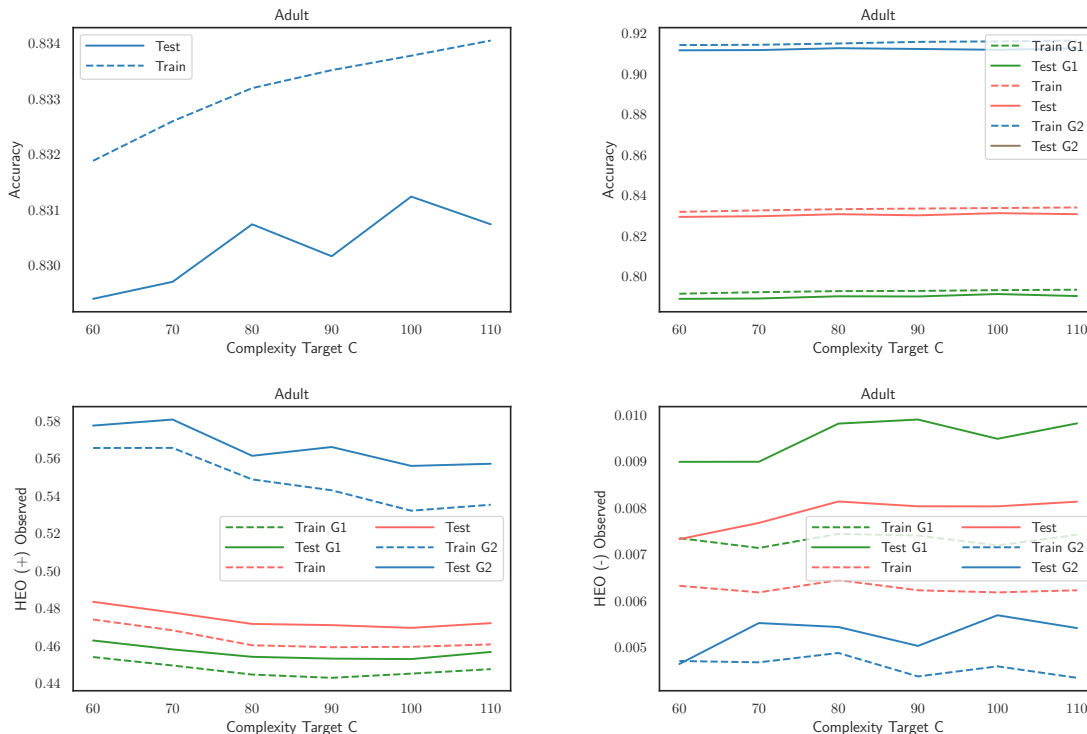 Adult
0.834
0.833
0.832
0.831
0.830
Accuracy
Test
Train
60 70 80 90 100 110
Complexity Target C
Adult
0.92
0.90
0.88
0.86
0.84
0.82
0.80
Accuracy
Train G1
Test G1
Train
Test
Train G2
Test G2
60 70 80 90 100 110
Complexity Target C
Adult
0.58
0.56
0.54
0.52
0.50
0.48
0.46
0.44
HEO (+) Observed
Train G1 Test
Test G1 Train G2
Train Test G2
60 70 80 90 100 110
Complexity Target C
Adult
0.010
0.009
0.008
0.007
0.006
0.005
HEO (-) Observed
Train G1 Test
Test G1 Train G2
Train Test G2
60 70 80 90 100 110
Complexity Target C